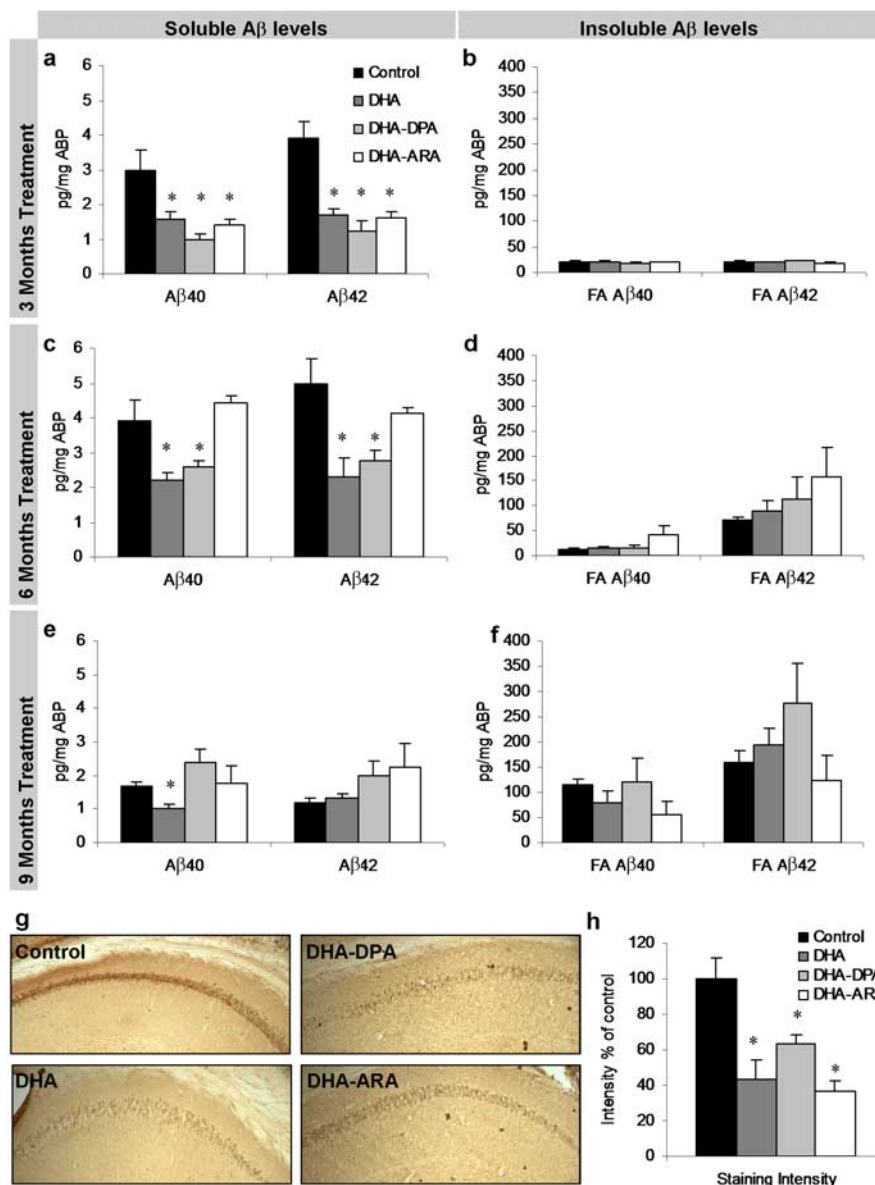 Soluble Aβ levels
Insoluble Aβ levels
3 Months Treatment
a
6
5
4
3
2
1
0
pg/mg ABP
Control
DHA
DHA-DPA
DHA-ARA
* * *
* * *
Aβ40
Aβ42
b
400
350
300
250
200
150
100
50
0
pg/mg ABP
FA Aβ40
FA Aβ42
6 Months Treatment
c
6
5
4
3
2
1
0
pg/mg ABP
* *
* *
Aβ40
Aβ42
d
400
350
300
250
200
150
100
50
0
pg/mg ABP
FA Aβ40
FA Aβ42
9 Months Treatment
e
6
5
4
3
2
1
0
pg/mg ABP
*
Aβ40
Aβ42
f
400
350
300
250
200
150
100
50
0
pg/mg ABP
FA Aβ40
FA Aβ42
g
Control
DHA-DPA
DHA
DHA-ARA
h
120
100
80
60
40
20
0
Intensity % of control
Control
DHA
DHA-DPA
DHA-AR
* * *
Staining Intensity